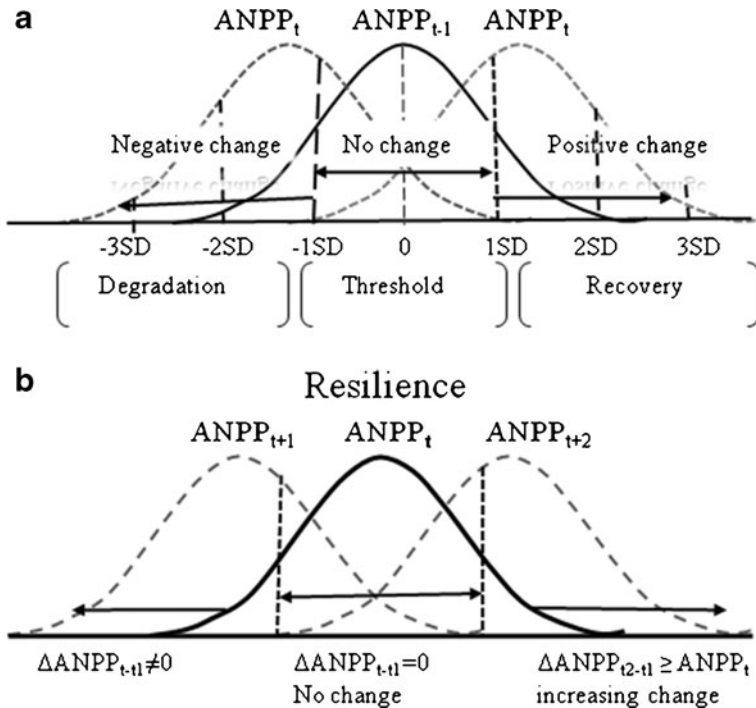 a
ANPPₜ ANPPₜ₋₁ ANPPₜ
Negative change No change Positive change
-3SD -2SD -1SD 0 1SD 2SD 3SD
Degradation Threshold Recovery
b
Resilience
ANPPₜ₊₁ ANPPₜ ANPPₜ₊₂
ΔANPPₜ₋ₜ₁≠0 ΔANPPₜ₋ₜ₁=0 ΔANPPₜ₂₋ₜ₁ ≥ ANPPₜ
No change increasing change